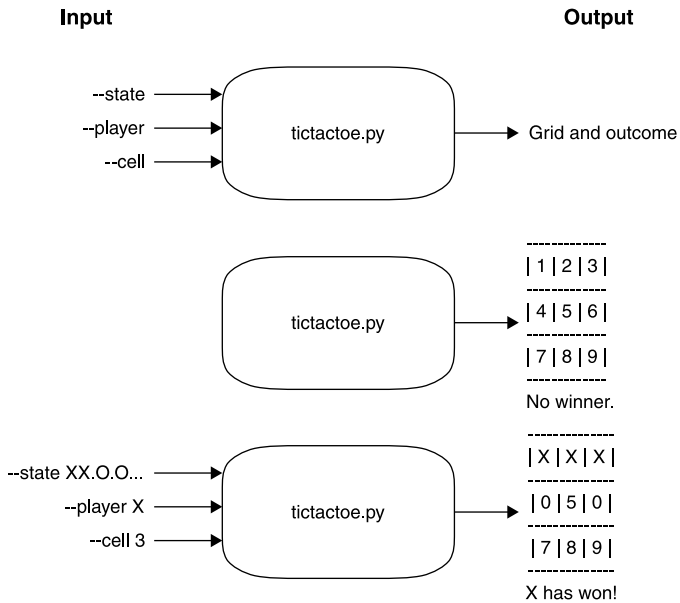 Input
Output
--state
--player
--cell
tictactoe.py
Grid and outcome
tictactoe.py
-------------
| 1 | 2 | 3 |
-------------
| 4 | 5 | 6 |
-------------
| 7 | 8 | 9 |
-------------
No winner.
--state XX.O.O...
--player X
--cell 3
tictactoe.py
-------------
| X | X | X |
-------------
| 0 | 5 | 0 |
-------------
| 7 | 8 | 9 |
-------------
X has won!